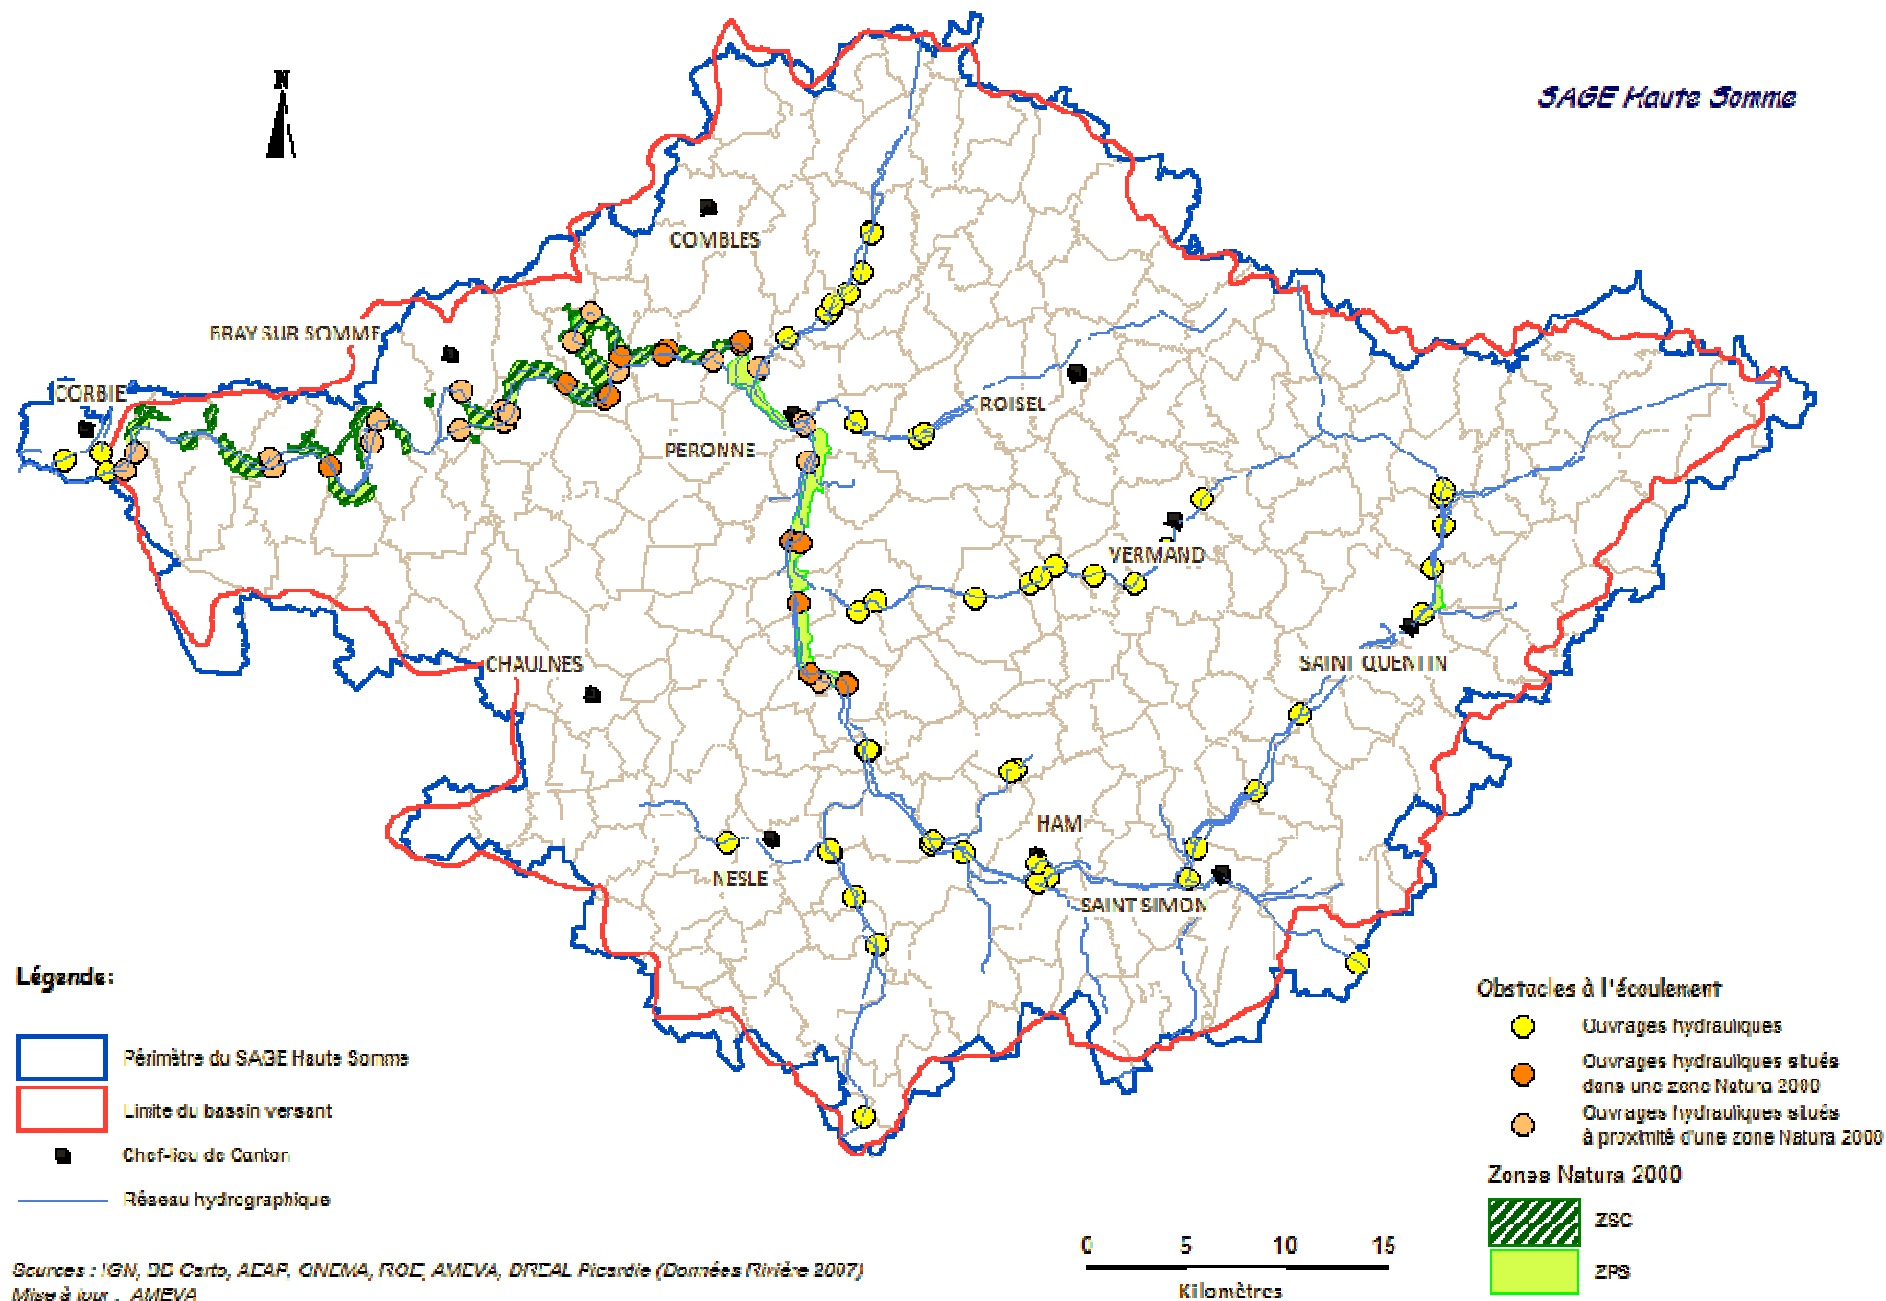 N
SAGE Haute Somme
COMBLES
BRAY SUR SOMME
CORBIE
ROISEL
PERONNE
VERMAND
CHAULNES
SAINT QUENTIN
HAM
NESLE
SAINT SIMON
Légende:
Périmètre du SAGE Haute Somme
Limite du bassin versant
Chef-lieu de Canton
Réseau hydrographique
Obstacles à l'écoulement
Ouvrages hydrauliques
Ouvrages hydrauliques situés
dans une zone Natura 2000
Ouvrages hydrauliques situés
à proximité d'une zone Natura 2000
Zones Natura 2000
ZSC
ZPS
0 5 10 15
Kilomètres
Sources : IGN, BD Carto, AEAP, ONEMA, ROE, AMEVA, DREAL Picardie (Données Rivière 2007)
Mise à jour : AMEVA